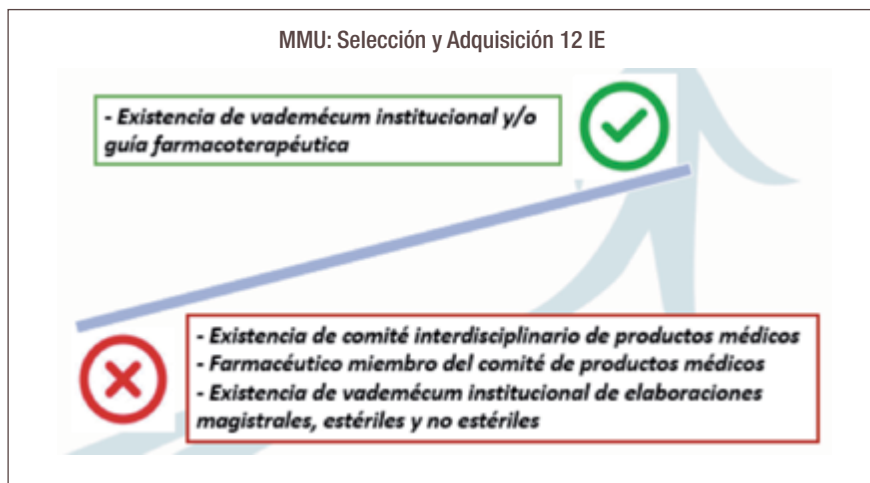 MMU: Selección y Adquisición 12 IE
- Existencia de vademécum institucional y/o
guía farmacoterapéutica
- Existencia de comité interdisciplinario de productos médicos
- Farmacéutico miembro del comité de productos médicos
- Existencia de vademécum institucional de elaboraciones
magistrales, estériles y no estériles